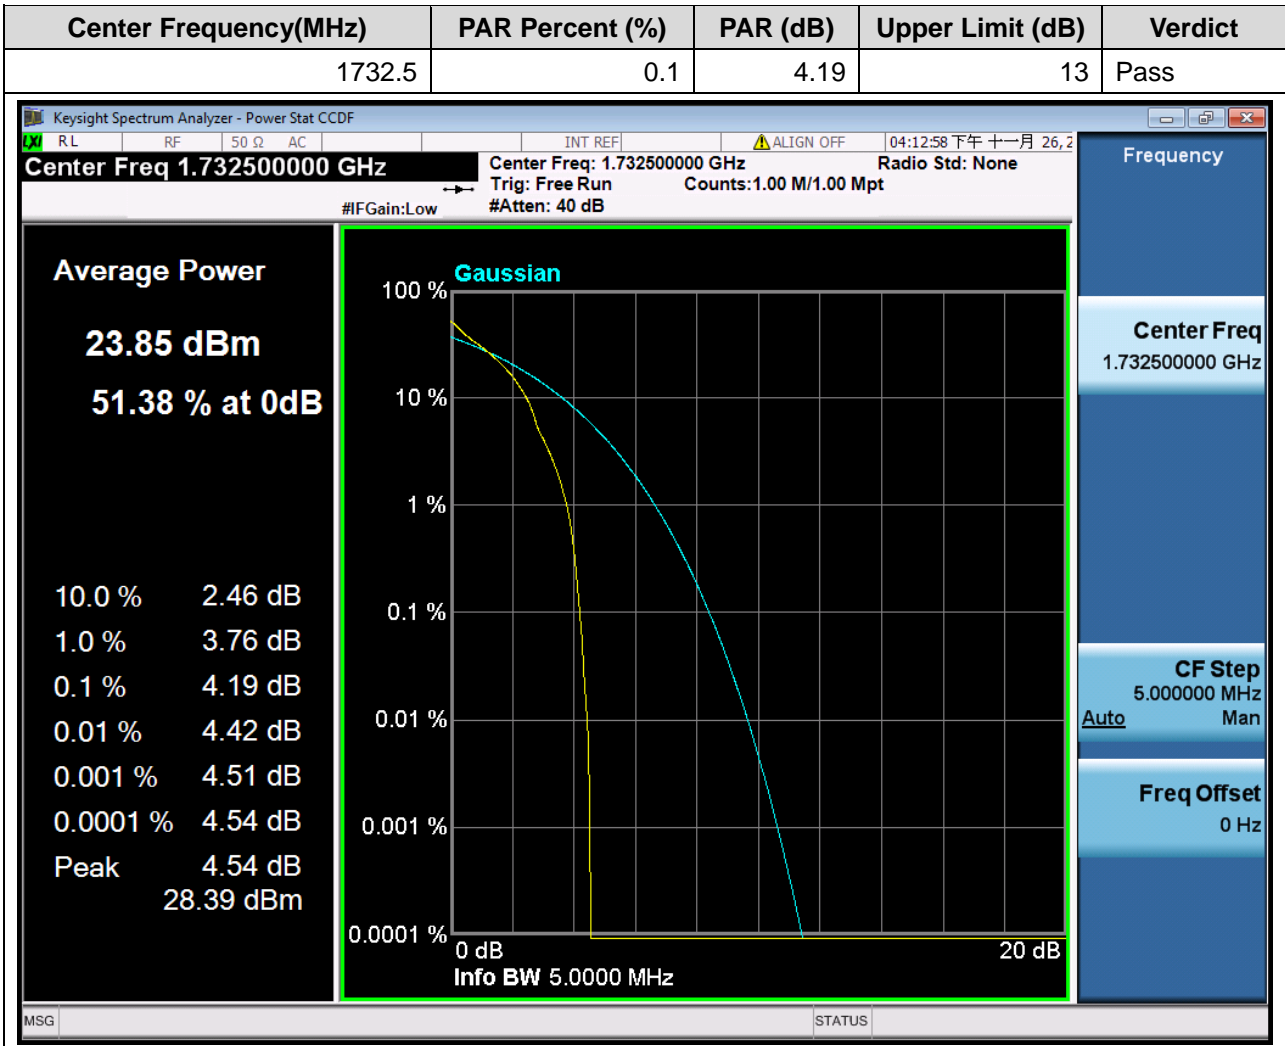 Center Frequency(MHz) PAR Percent (%) PAR (dB) Upper Limit (dB) Verdict
1732.5 0.1 4.19 13 Pass
Keysight Spectrum Analyzer - Power Stat CCDF
LXI RL RF 50 Ω AC INT REF ALIGN OFF 04:12:58 下午 十一月 26, 2
Center Freq 1.732500000 GHz
Center Freq: 1.732500000 GHz Radio Std: None
Trig: Free Run Counts:1.00 M/1.00 Mpt
#IFGain:Low #Atten: 40 dB
Frequency
Average Power
23.85 dBm
51.38 % at 0dB
10.0 % 2.46 dB
1.0 % 3.76 dB
0.1 % 4.19 dB
0.01 % 4.42 dB
0.001 % 4.51 dB
0.0001 % 4.54 dB
Peak 4.54 dB
28.39 dBm
Gaussian
100 %
10 %
1 %
0.1 %
0.01 %
0.001 %
0.0001 %
0 dB 20 dB
Info BW 5.0000 MHz
Center Freq
1.732500000 GHz
CF Step
5.000000 MHz
Auto Man
Freq Offset
0 Hz
MSG STATUS